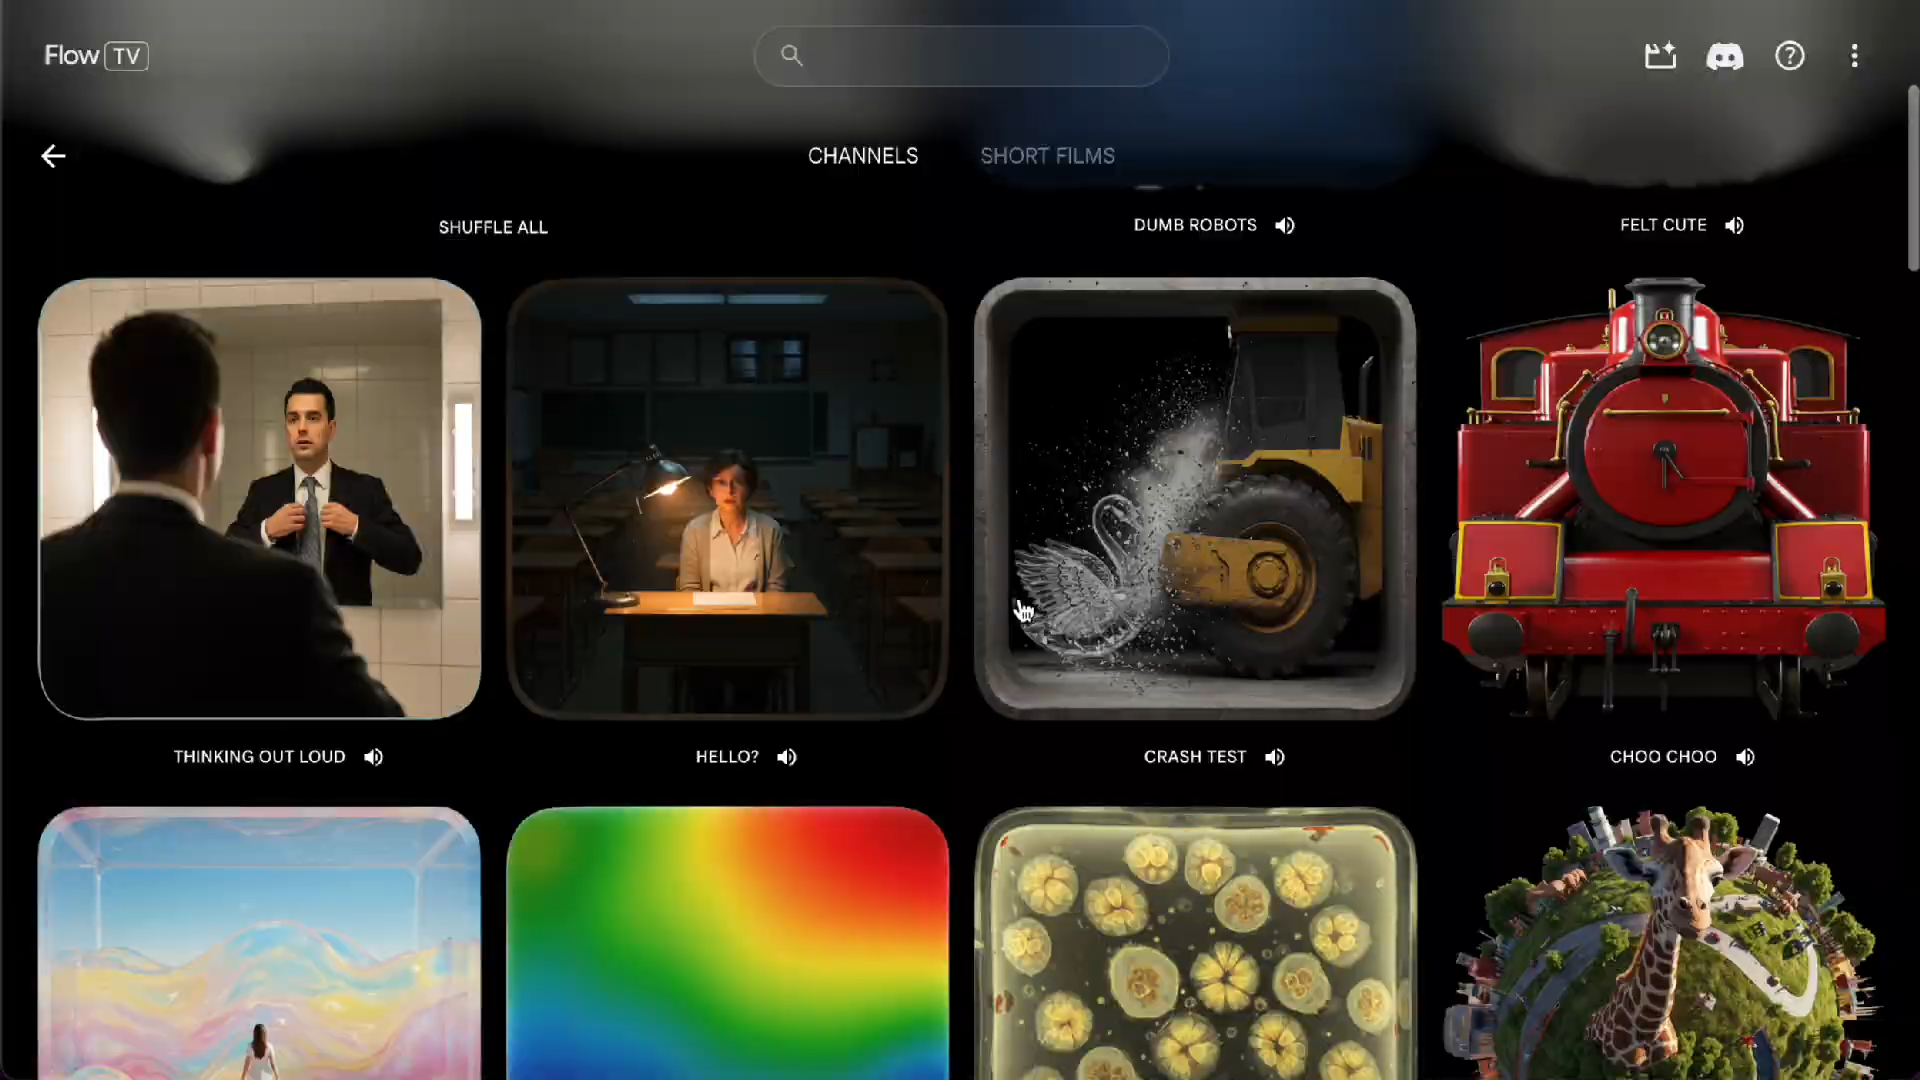 Flow TV
CHANNELS
SHORT FILMS
SHUFFLE ALL
DUMB ROBOTS
FELT CUTE
THINKING OUT LOUD
HELLO?
CRASH TEST
CHOO CHOO